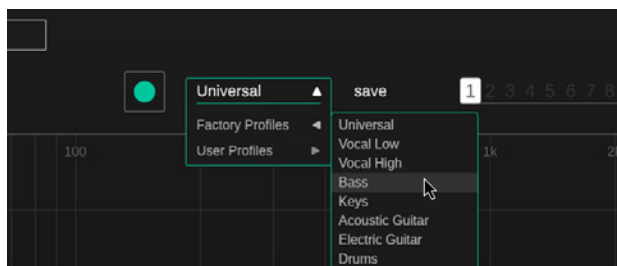 Universal save 1 2 3 4 5 6 7 8
Factory Profiles
User Profiles
Universal
Vocal Low
Vocal High
Bass
Keys
Acoustic Guitar
Electric Guitar
Drums
100 1k